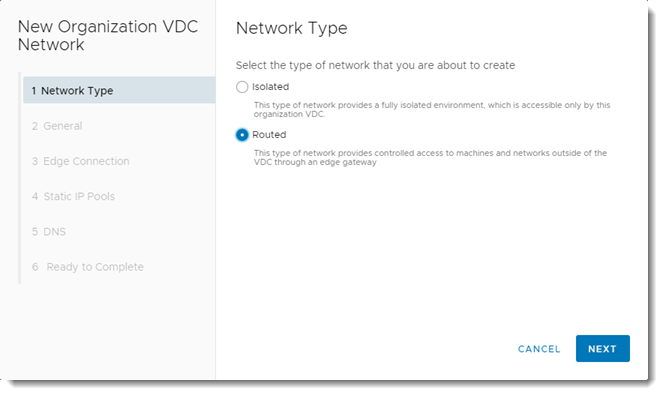 New Organization VDC
Network
1 Network Type
2 General
3 Edge Connection
4 Static IP Pools
5 DNS
6 Ready to Complete
Network Type
Select the type of network that you are about to create
Isolated
This type of network provides a fully isolated environment, which is accessible only by this
organization VDC.
Routed
This type of network provides controlled access to machines and networks outside of the
VDC through an edge gateway
CANCEL
NEXT